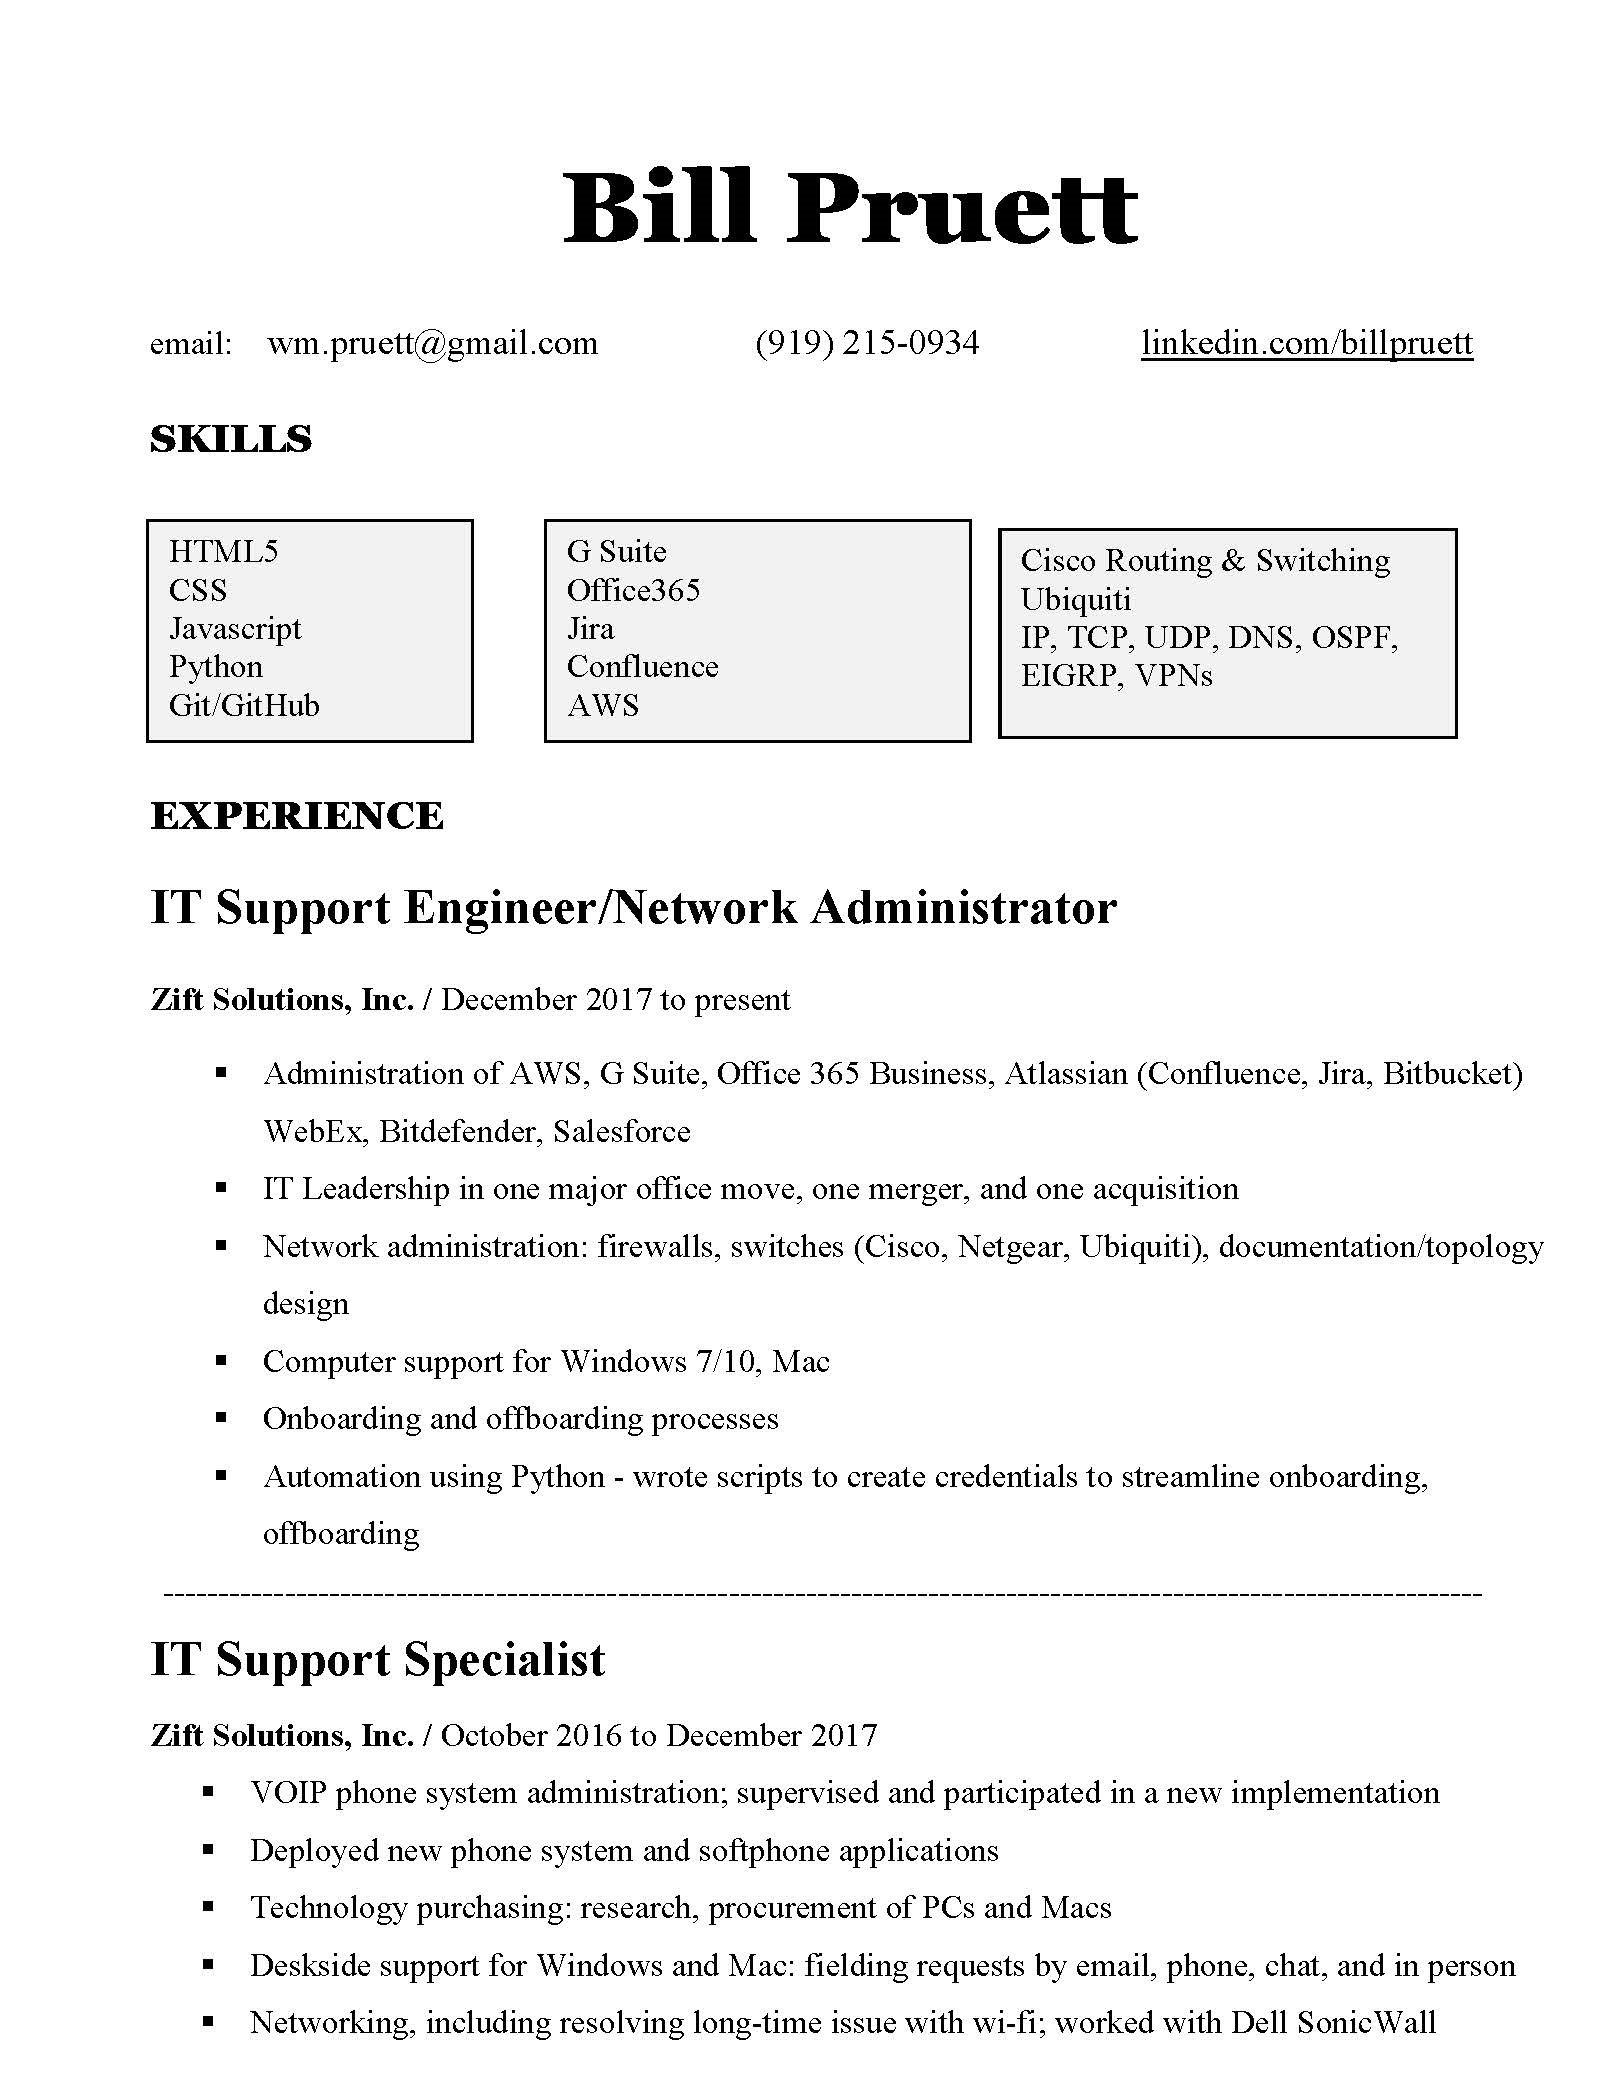 Bill Pruett
email: wm.pruett@gmail.com (919) 215-0934 linkedin.com/billpruett
SKILLS
HTML5
CSS
Javascript
Python
Git/GitHub
G Suite
Office365
Jira
Confluence
AWS
Cisco Routing & Switching
Ubiquiti
IP, TCP, UDP, DNS, OSPF,
EIGRP, VPNs
EXPERIENCE
IT Support Engineer/Network Administrator
Zift Solutions, Inc. / December 2017 to present
▪ Administration of AWS, G Suite, Office 365 Business, Atlassian (Confluence, Jira, Bitbucket)
WebEx, Bitdefender, Salesforce
▪ IT Leadership in one major office move, one merger, and one acquisition
▪ Network administration: firewalls, switches (Cisco, Netgear, Ubiquiti), documentation/topology
design
▪ Computer support for Windows 7/10, Mac
▪ Onboarding and offboarding processes
▪ Automation using Python - wrote scripts to create credentials to streamline onboarding,
offboarding
------------------------------------------------------------------------------------------------------------------------
IT Support Specialist
Zift Solutions, Inc. / October 2016 to December 2017
▪ VOIP phone system administration; supervised and participated in a new implementation
▪ Deployed new phone system and softphone applications
▪ Technology purchasing: research, procurement of PCs and Macs
▪ Deskside support for Windows and Mac: fielding requests by email, phone, chat, and in person
▪ Networking, including resolving long-time issue with wi-fi; worked with Dell SonicWall